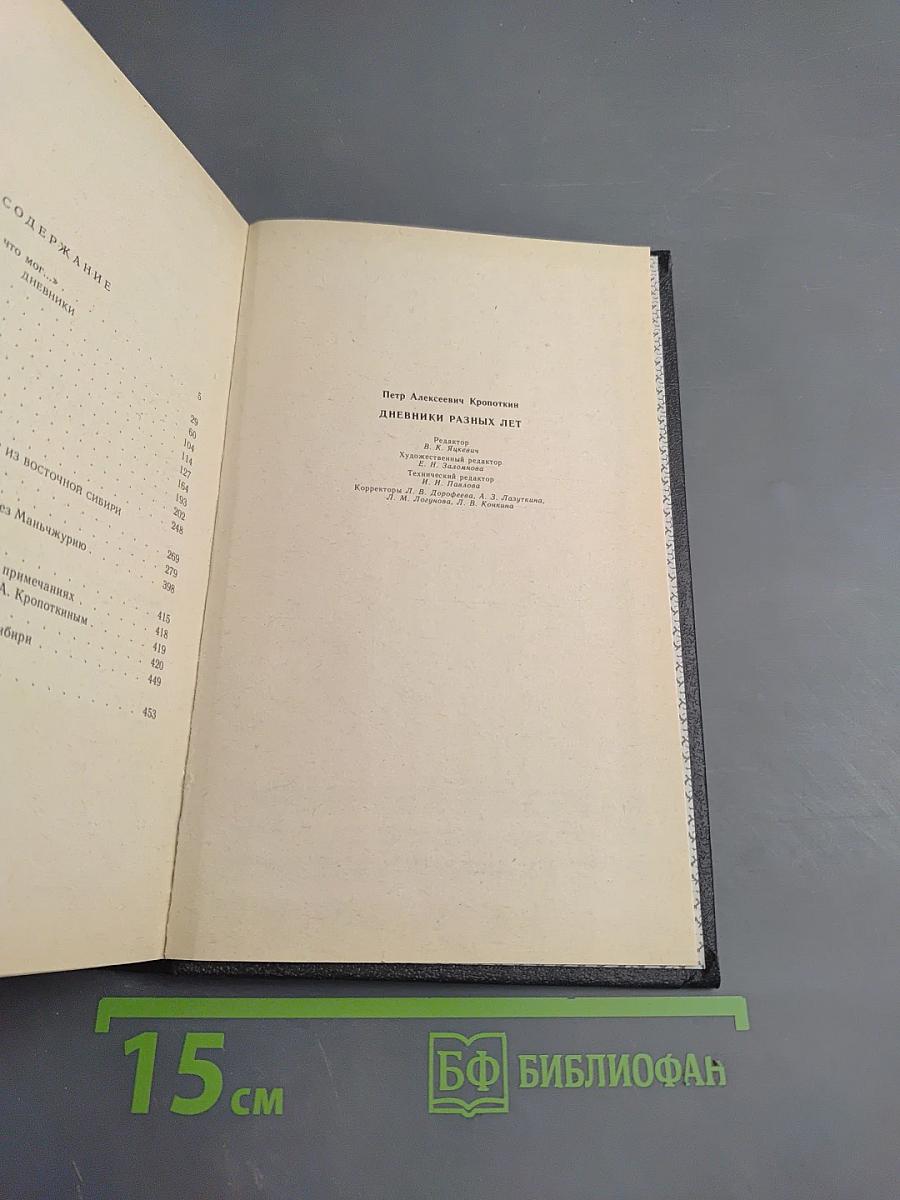 СОДЕРЖАНИЕ
что мог...»
ДНЕВНИКИ
5
29
60
104
114
127
164
193
ИЗ ВОСТОЧНОЙ СИБИРИ
202
248
Маньчжурию
269
279
398
примечаниях
415
А. Кропоткиным
418
419
420
449
453
Петр Алексеевич Кропоткин
ДНЕВНИКИ РАЗНЫХ ЛЕТ
Редактор
В. К. Яцкевич
Художественный редактор
Е. Н. Заломнова
Технический редактор
И. И. Павлова
Корректоры Л. В. Дорофеева, А. З. Лазуткина,
Л. М. Логунова, Л. В. Конкина
15 см
БФ БИБЛИОФАН